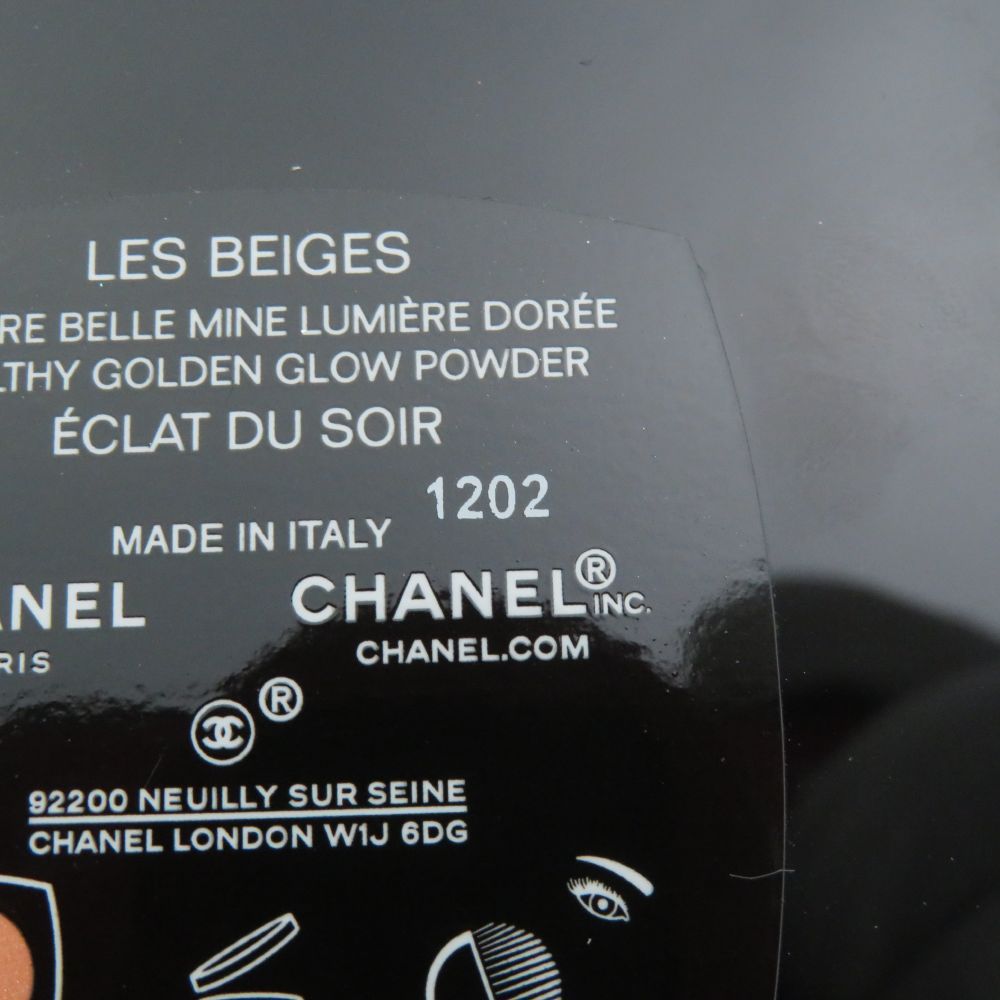 LES BEIGES
RE BELLE MINE LUMIÈRE DORÉE
LTHY GOLDEN GLOW POWDER
ÉCLAT DU SOIR
1202
MADE IN ITALY
ANEL CHANEL® INC.
RIS CHANEL.COM
®
92200 NEUILLY SUR SEINE
CHANEL LONDON W1J 6DG